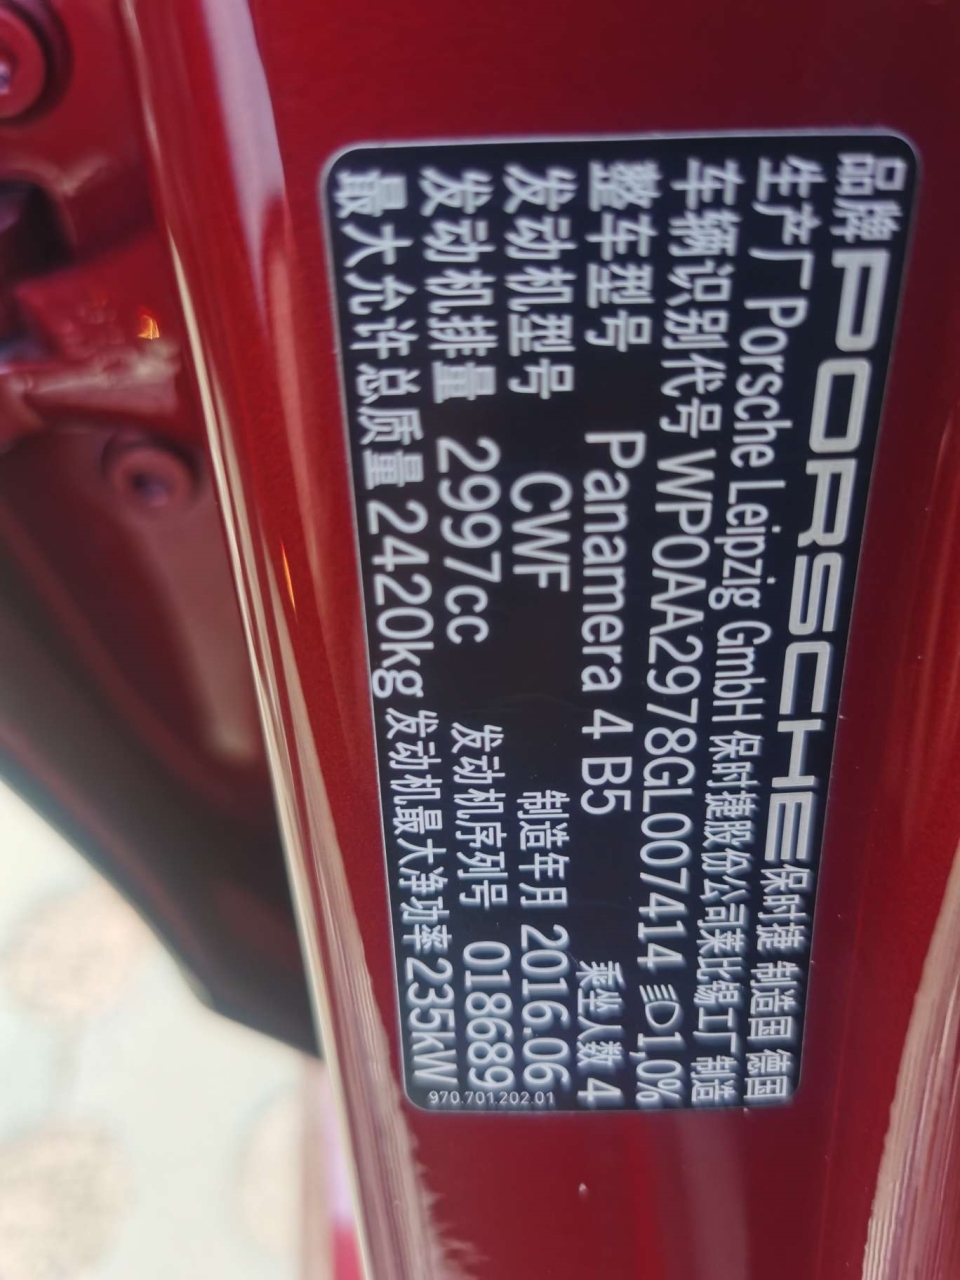 品牌 PORSCHE 保时捷 制造国 德国
生产厂 Porsche Leipzig GmbH 保时捷股份公司莱比锡工厂 制造
车辆识别代号 WP0AA2978GL007414 1,0%
整车型号 Panamera 4 B5 乘坐人数 4
发动机型号 CWF 制造年月 2016.06
发动机排量 2997cc 发动机序列号 018689
最大允许总质量 2420kg 发动机最大净功率 235kW
970.701.202.01